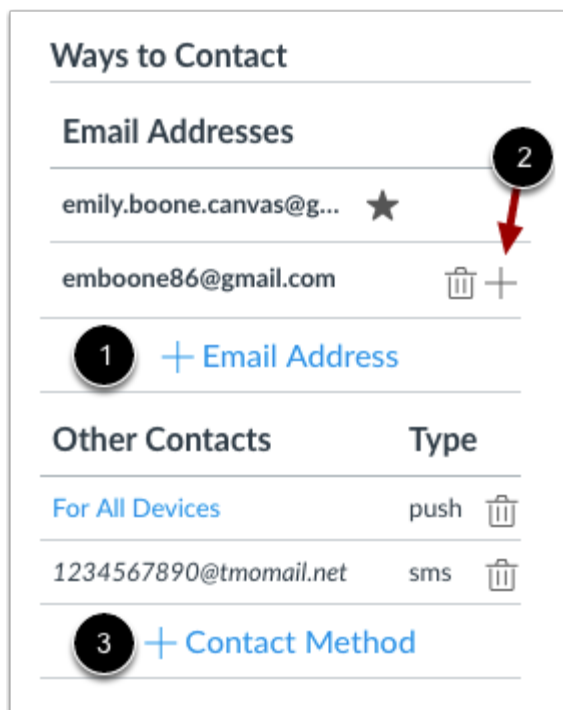 Ways to Contact
Email Addresses
2
emily.boone.canvas@g...
emboone86@gmail.com
1 + Email Address
Other Contacts Type
For All Devices push
1234567890@tmomail.net sms
3 + Contact Method